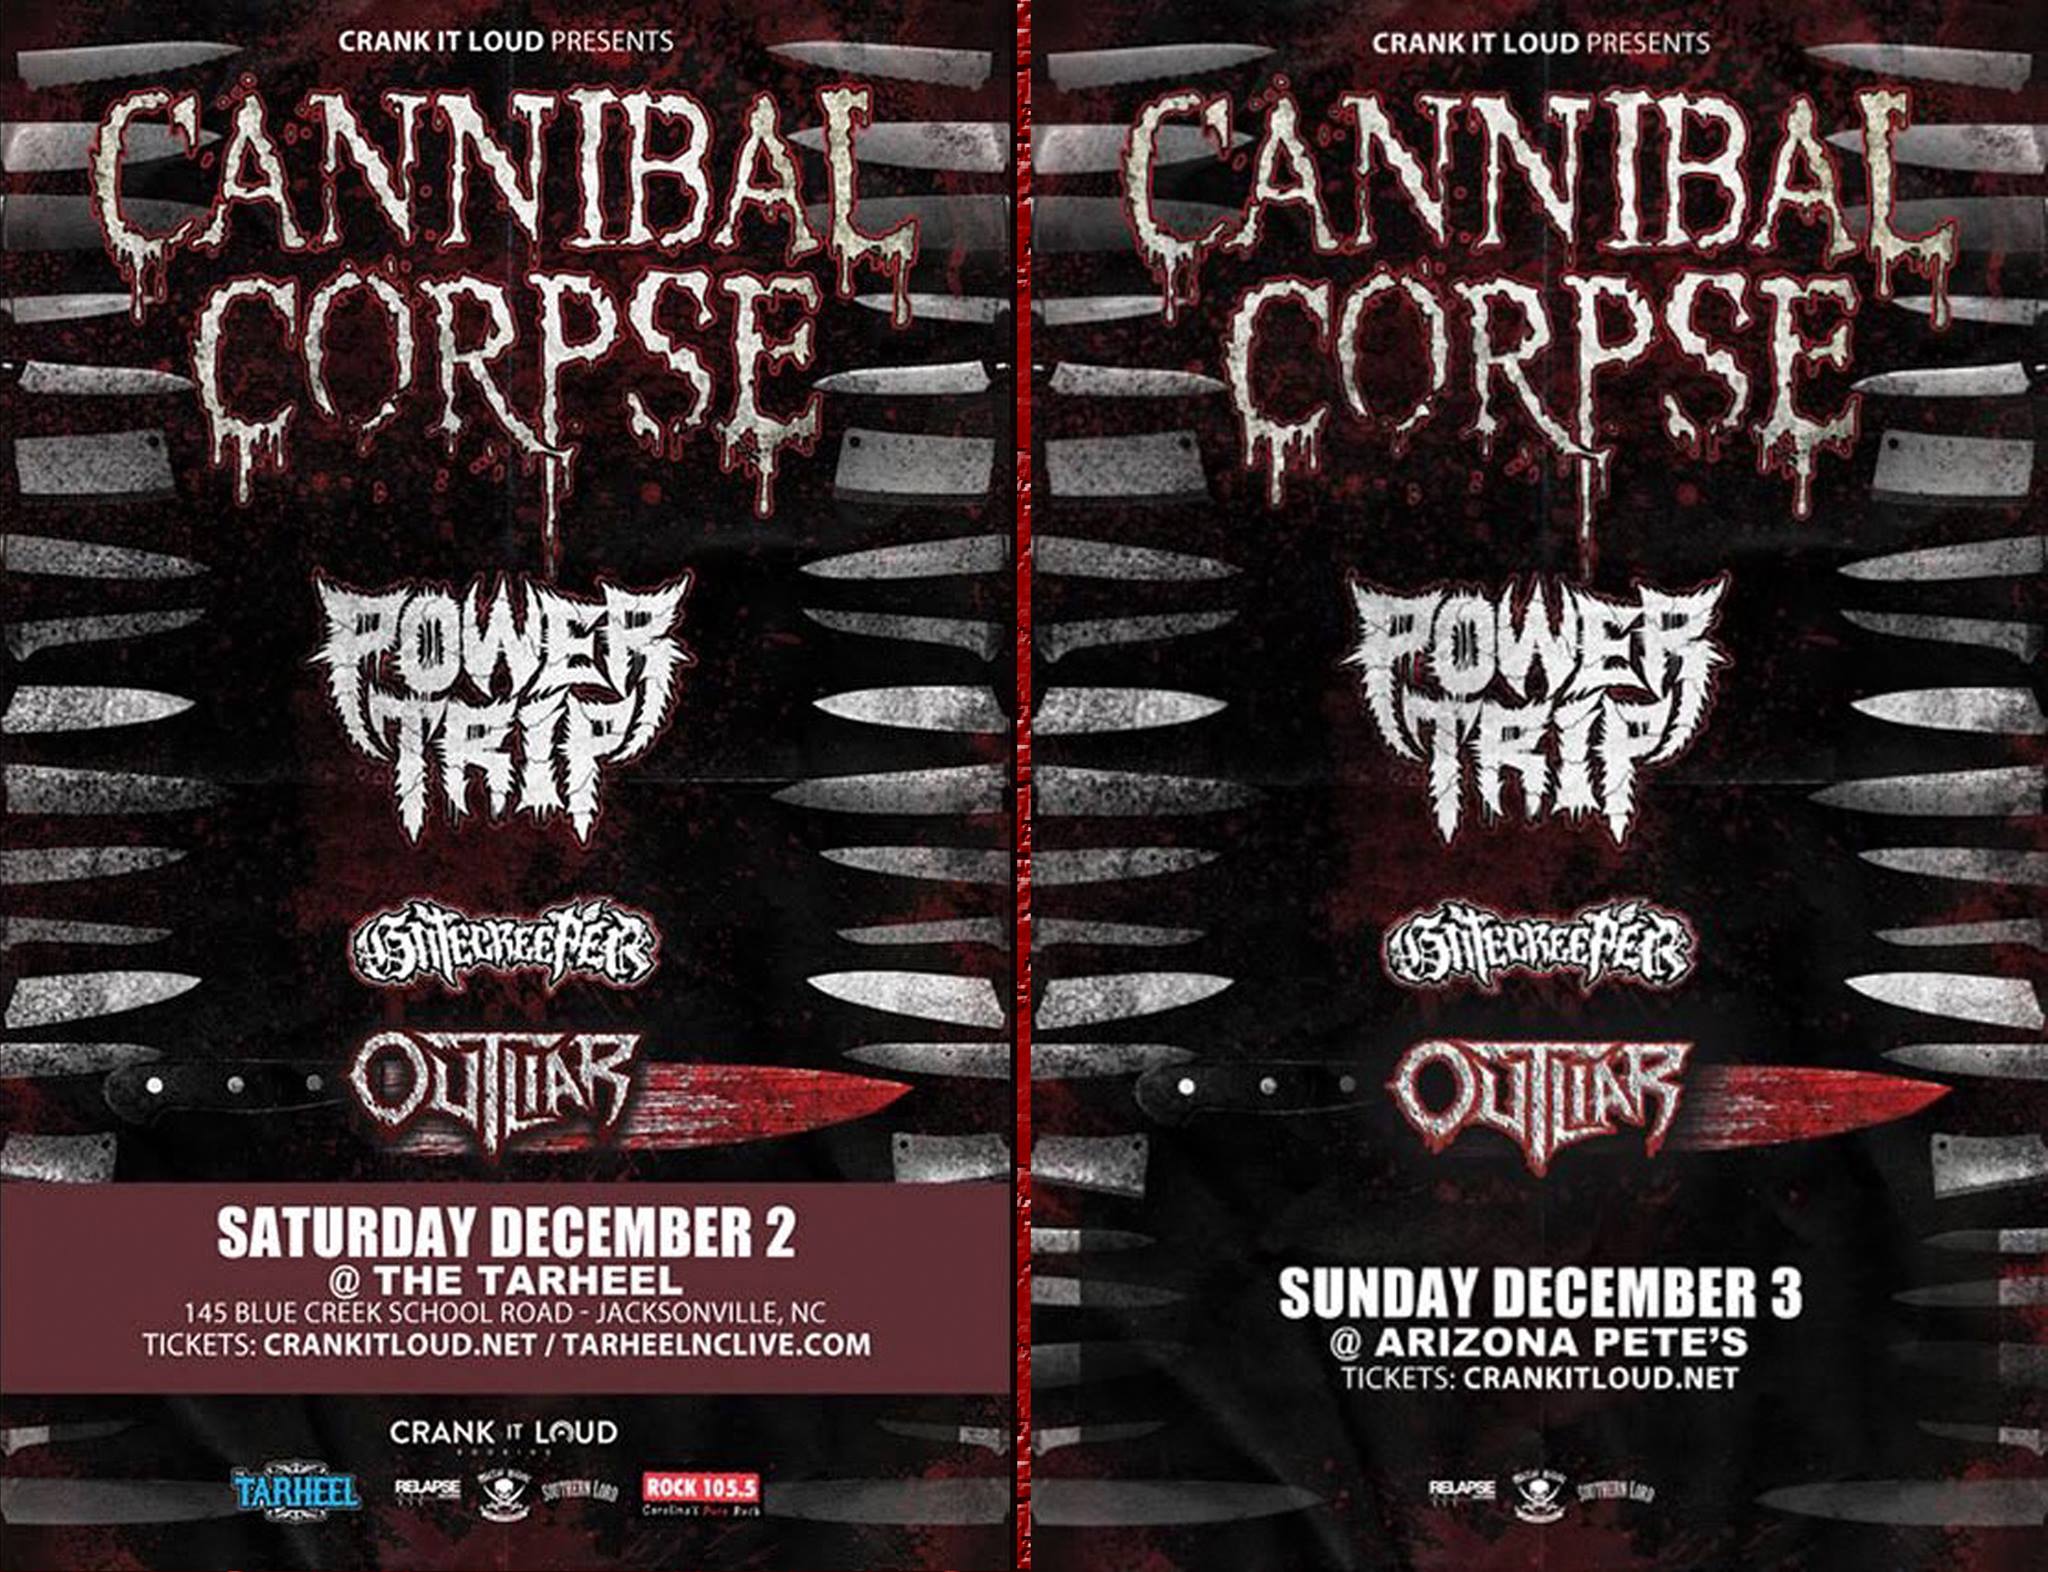 CRANK IT LOUD PRESENTS
CANNIBAL
CORPSE
POWER
TRIP
GATECREEPER
OUTLIAR
SATURDAY DECEMBER 2
@ THE TARHEEL
145 BLUE CREEK SCHOOL ROAD - JACKSONVILLE, NC
TICKETS: CRANKITLOUD.NET / TARHEELNCLIVE.COM
CRANK IT LOUD
TARHEEL
RELAPSE
SOUTHERN LORD
ROCK 105.5
Carolina's Pure Rock
CRANK IT LOUD PRESENTS
CANNIBAL
CORPSE
POWER
TRIP
GATECREEPER
OUTLIAR
SUNDAY DECEMBER 3
@ ARIZONA PETE'S
TICKETS: CRANKITLOUD.NET
RELAPSE
SOUTHERN LORD